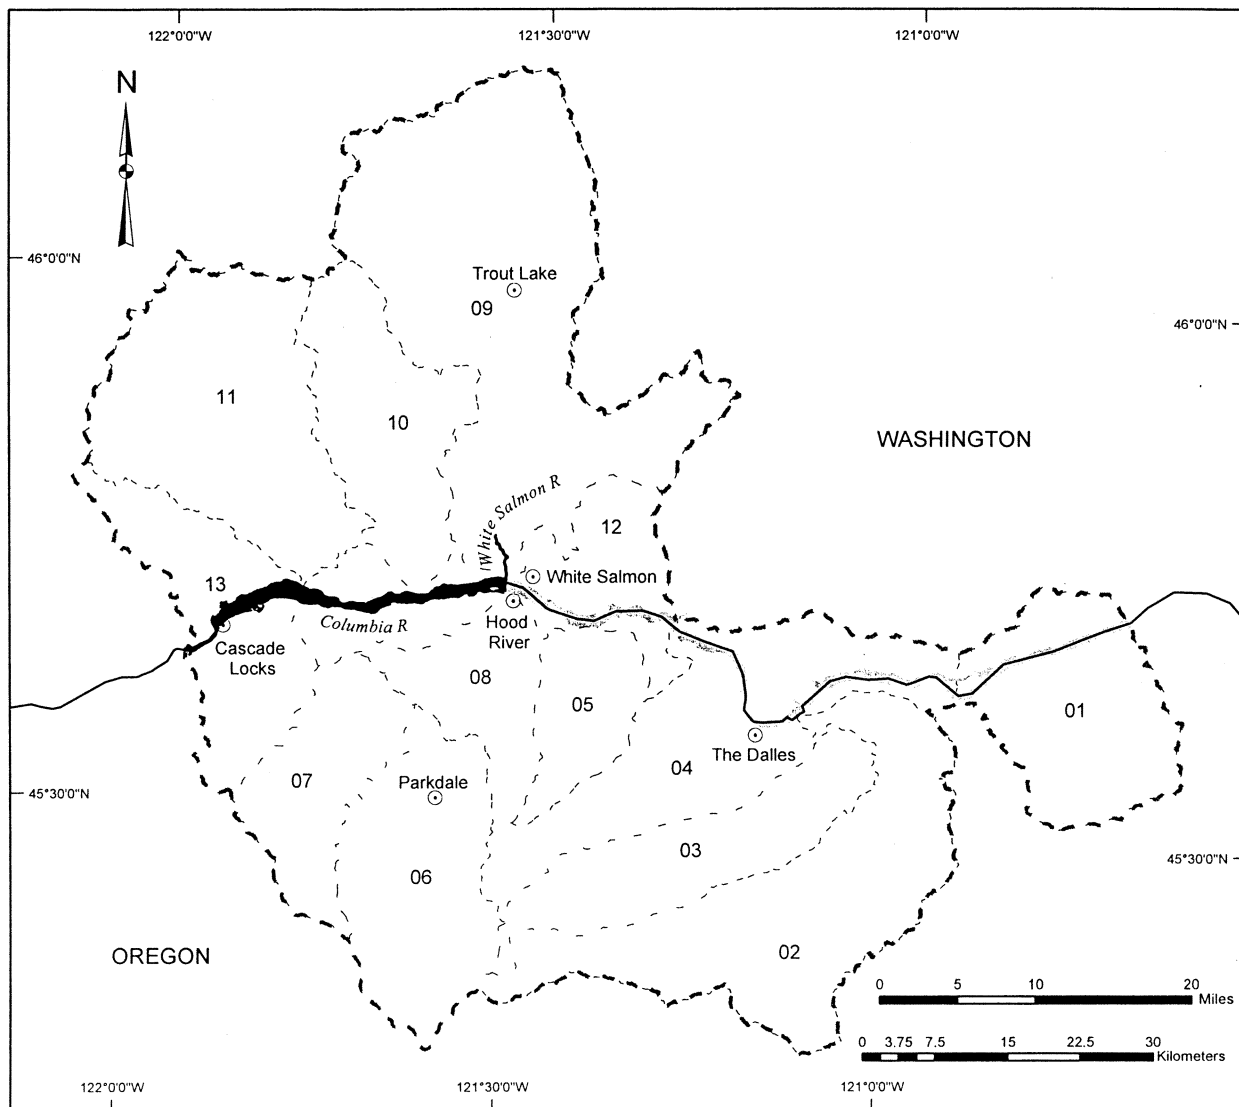 122°0'0"W
121°30'0"W
121°0'0"W
N
46°0'0"N
Trout Lake
09
46°0'0"N
11
10
WASHINGTON
White Salmon R
12
White Salmon
13
Columbia R
Hood
River
Cascade
Locks
08
05
01
The Dalles
04
07
Parkdale
45°30'0"N
03
45°30'0"N
06
02
OREGON
0 5 10 20
Miles
0 3.75 7.5 15 22.5 30
Kilometers
122°0'0"W
121°30'0"W
121°0'0"W